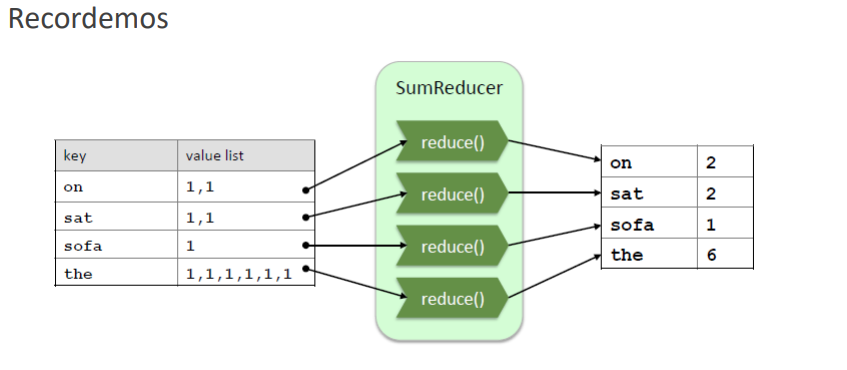 Recordemos
SumReducer
key value list
on 1,1
sat 1,1
sofa 1
the 1,1,1,1,1,1
reduce()
reduce()
reduce()
reduce()
on 2
sat 2
sofa 1
the 6